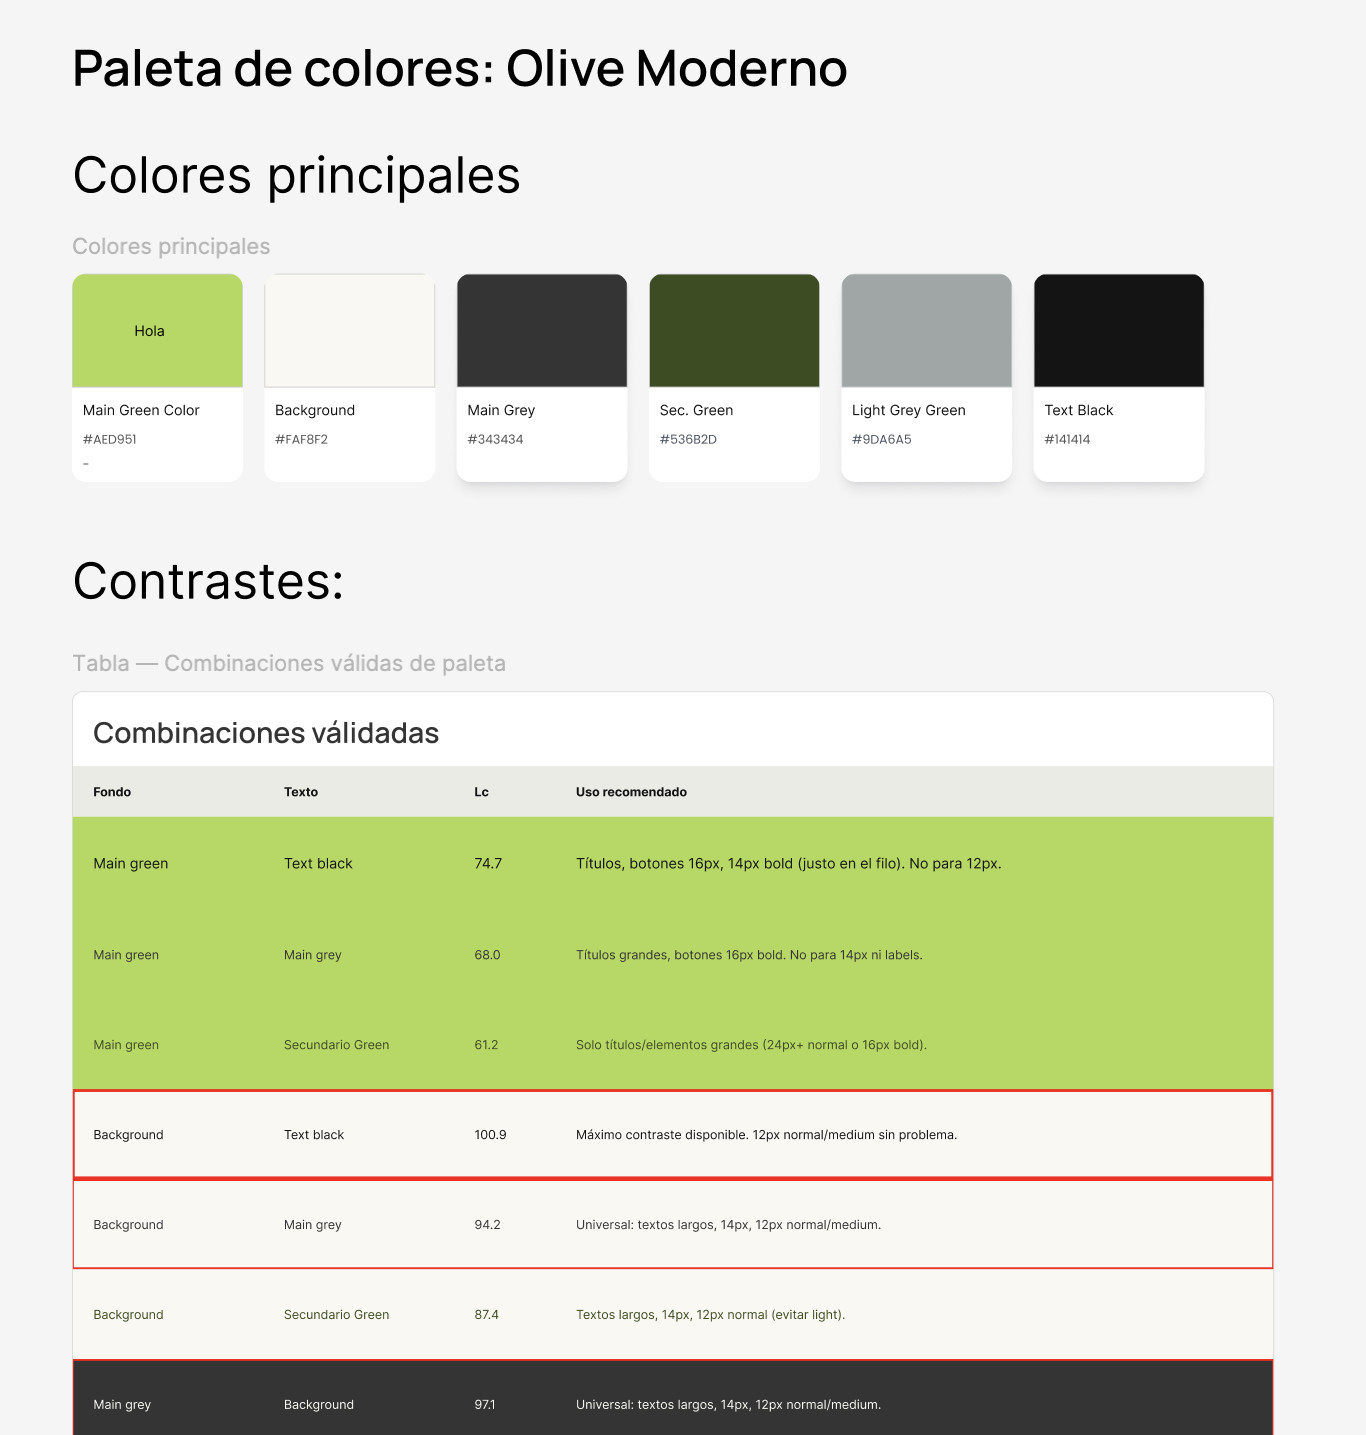 Paleta de colores: Olive Moderno
Colores principales
Colores principales
Hola
Main Green Color
#AED951
-
Background
#FAF8F2
Main Grey
#343434
Sec. Green
#536B2D
Light Grey Green
#9DA6A5
Text Black
#141414
Contrastes:
Tabla — Combinaciones válidas de paleta
Combinaciones válidadas
Fondo Texto Lc Uso recomendado
Main green Text black 74.7 Títulos, botones 16px, 14px bold (justo en el filo). No para 12px.
Main green Main grey 68.0 Títulos grandes, botones 16px bold. No para 14px ni labels.
Main green Secundario Green 61.2 Solo títulos/elementos grandes (24px+ normal o 16px bold).
Background Text black 100.9 Máximo contraste disponible. 12px normal/medium sin problema.
Background Main grey 94.2 Universal: textos largos, 14px, 12px normal/medium.
Background Secundario Green 87.4 Textos largos, 14px, 12px normal (evitar light).
Main grey Background 97.1 Universal: textos largos, 14px, 12px normal/medium.